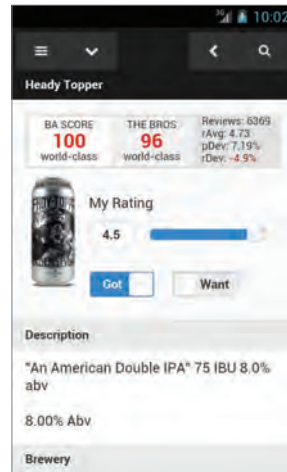 3G 10:02
Heady Topper
BA SCORE
100
world-class
THE BROS
96
world-class
Reviews: 6369
rAvg: 4.73
pDev: 7.19%
rDev: -4.9%
My Rating
4.5
Got
Want
Description
"An American Double IPA" 75 IBU 8.0%
abv
8.00% Abv
Brewery